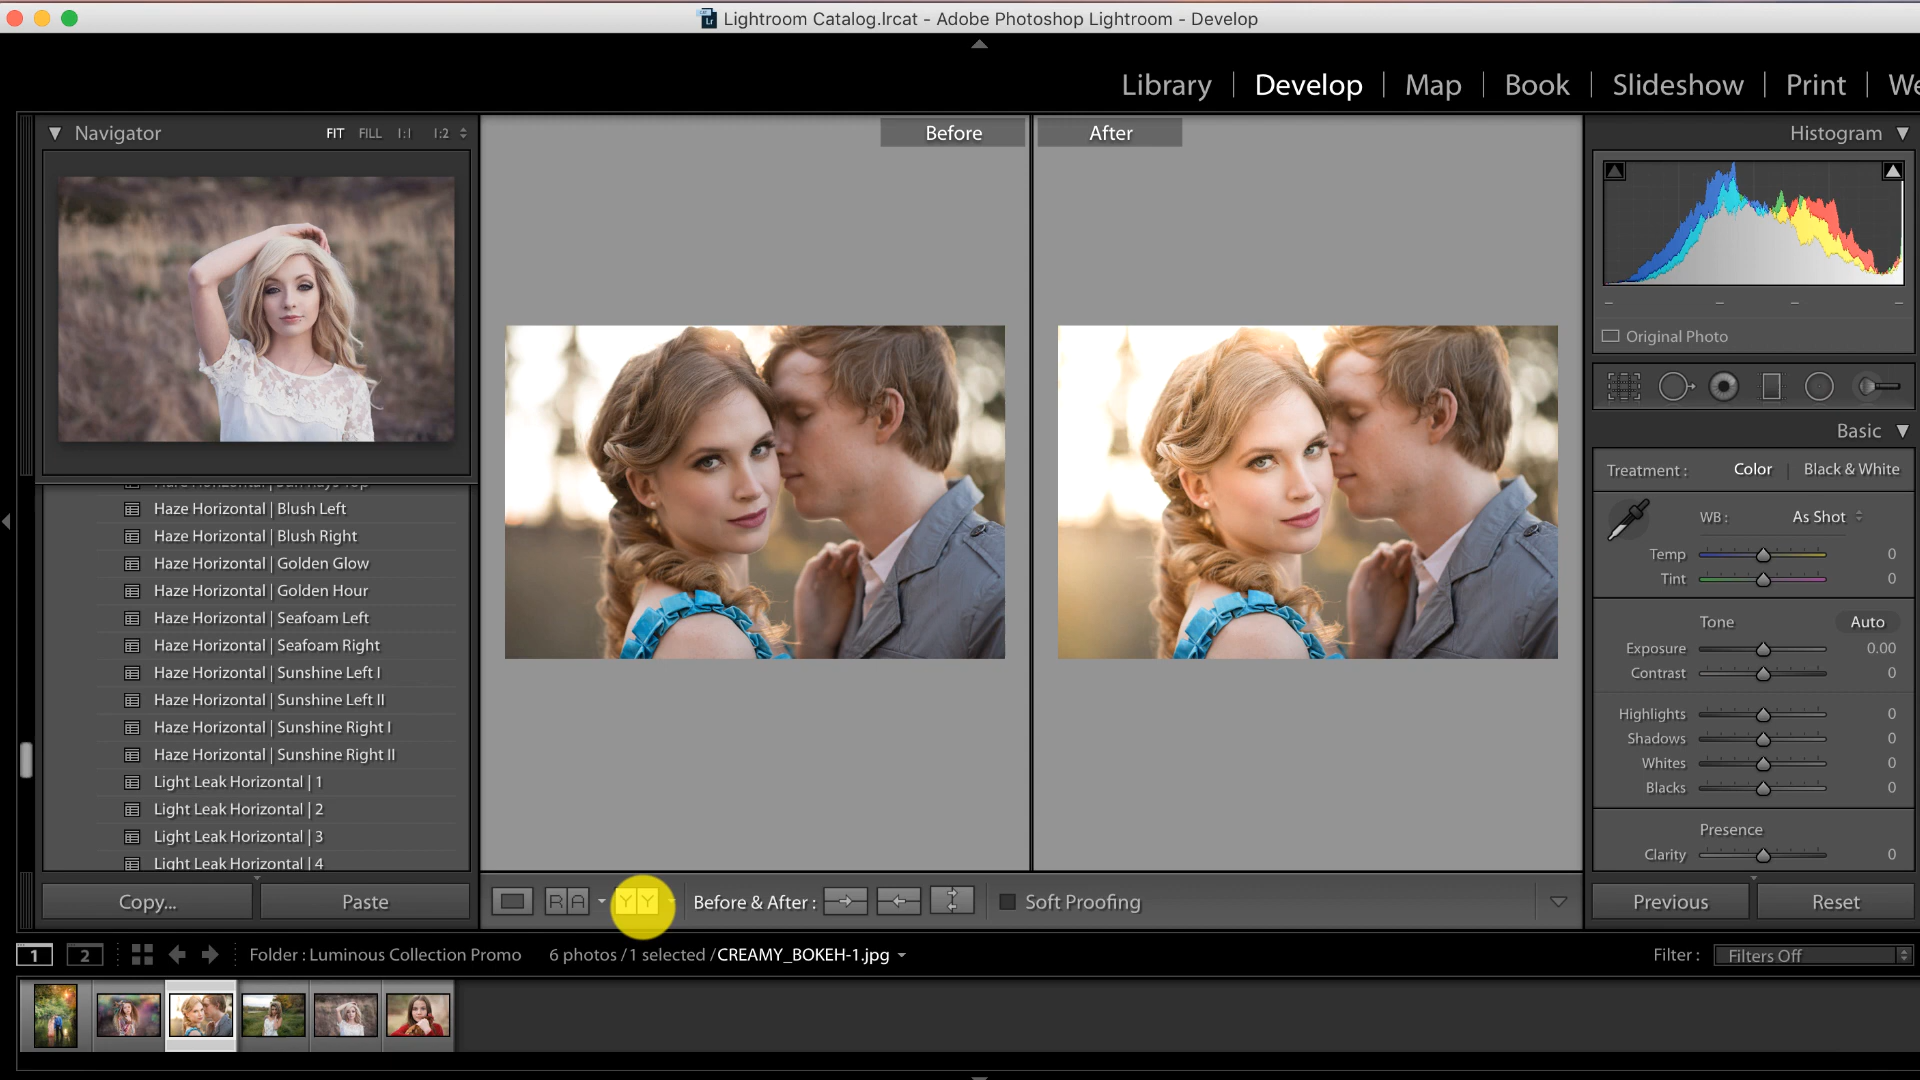 Lightroom Catalog.lrcat - Adobe Photoshop Lightroom - Develop
Library | Develop | Map | Book | Slideshow | Print |
Navigator FIT FILL 1:1 1:2
Before
After
Histogram
Original Photo
Basic
Treatment : Color | Black & White
WB : As Shot
Temp 0
Tint 0
Tone Auto
Exposure 0.00
Contrast 0
Highlights 0
Shadows 0
Whites 0
Blacks 0
Presence
Clarity 0
Haze Horizontal | Blush Left
Haze Horizontal | Blush Right
Haze Horizontal | Golden Glow
Haze Horizontal | Golden Hour
Haze Horizontal | Seafoam Left
Haze Horizontal | Seafoam Right
Haze Horizontal | Sunshine Left I
Haze Horizontal | Sunshine Left II
Haze Horizontal | Sunshine Right I
Haze Horizontal | Sunshine Right II
Light Leak Horizontal | 1
Light Leak Horizontal | 2
Light Leak Horizontal | 3
Light Leak Horizontal | 4
Copy... Paste
R A Y Y Before & After : Soft Proofing
Previous Reset
1 2 Folder : Luminous Collection Promo 6 photos / 1 selected / CREAMY_BOKEH-1.jpg
Filter : Filters Off